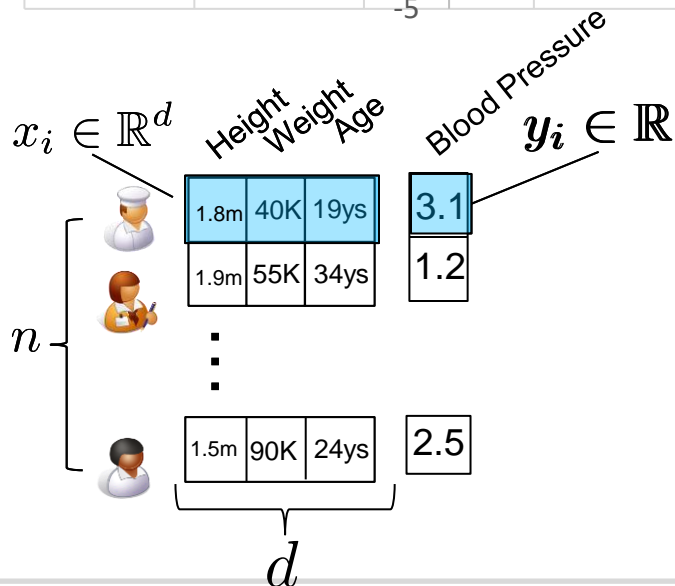 -5
Height Weight Age Blood Pressure
x_i ∈ ℝ^d y_i ∈ ℝ
1.8m 40K 19ys 3.1
1.9m 55K 34ys 1.2
n
1.5m 90K 24ys 2.5
d